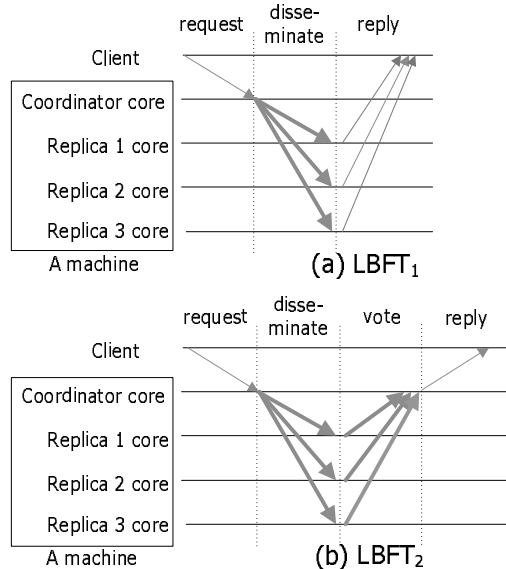 disse-
request minate reply
Client
Coordinator core
Replica 1 core
Replica 2 core
Replica 3 core
A machine
(a) LBFT₁
disse-
request minate vote reply
Client
Coordinator core
Replica 1 core
Replica 2 core
Replica 3 core
A machine
(b) LBFT₂